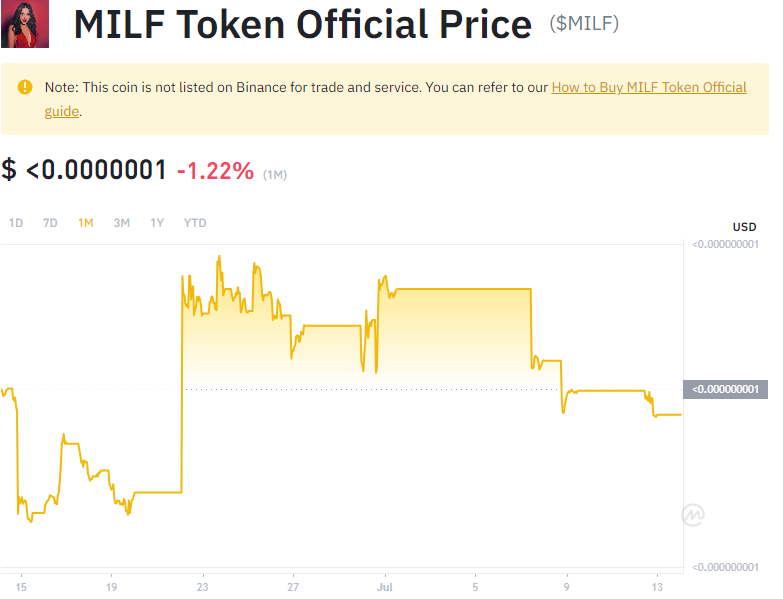 MILF Token Official Price ($MILF)
Note: This coin is not listed on Binance for trade and service. You can refer to our How to Buy MILF Token Official
guide.
$ <0.0000001 -1.22% (1M)
1D 7D 1M 3M 1Y YTD
USD
<0.000000001
<0.000000001
<0.000000001
15 19 23 27 Jul 5 9 13